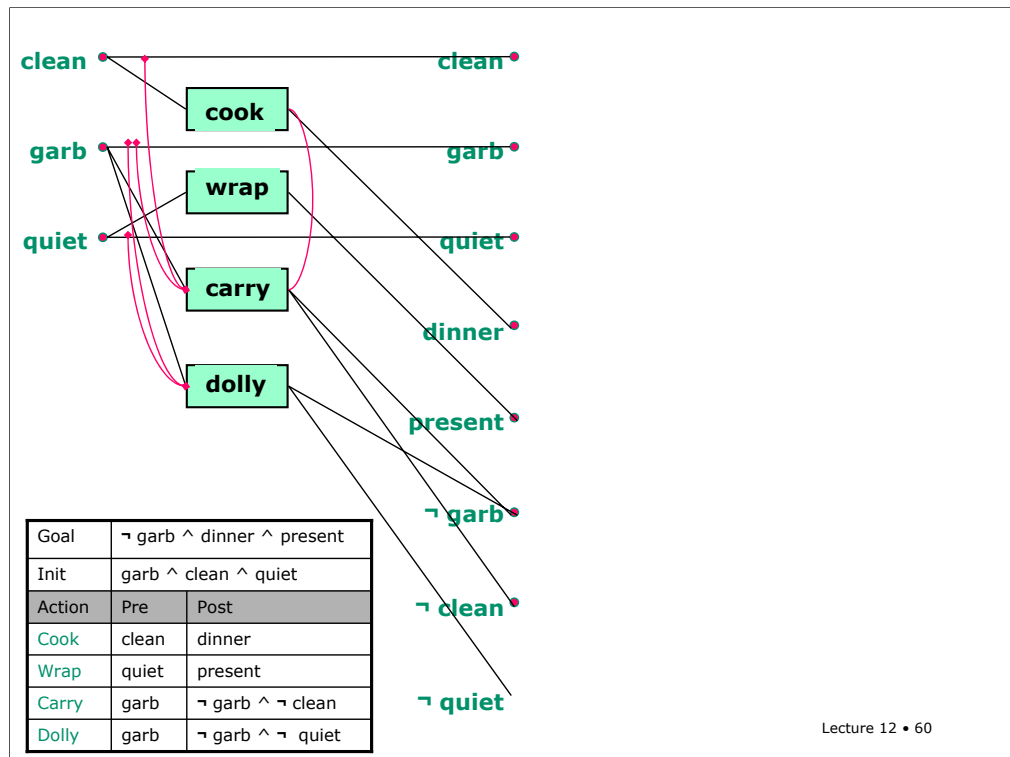 clean clean
cook
garb garb
wrap
quiet quiet
carry
dinner
dolly
present
¬ garb
¬ clean
¬ quiet
Goal ¬ garb ^ dinner ^ present
Init garb ^ clean ^ quiet
Action Pre Post
Cook clean dinner
Wrap quiet present
Carry garb ¬ garb ^ ¬ clean
Dolly garb ¬ garb ^ ¬ quiet
Lecture 12 • 60